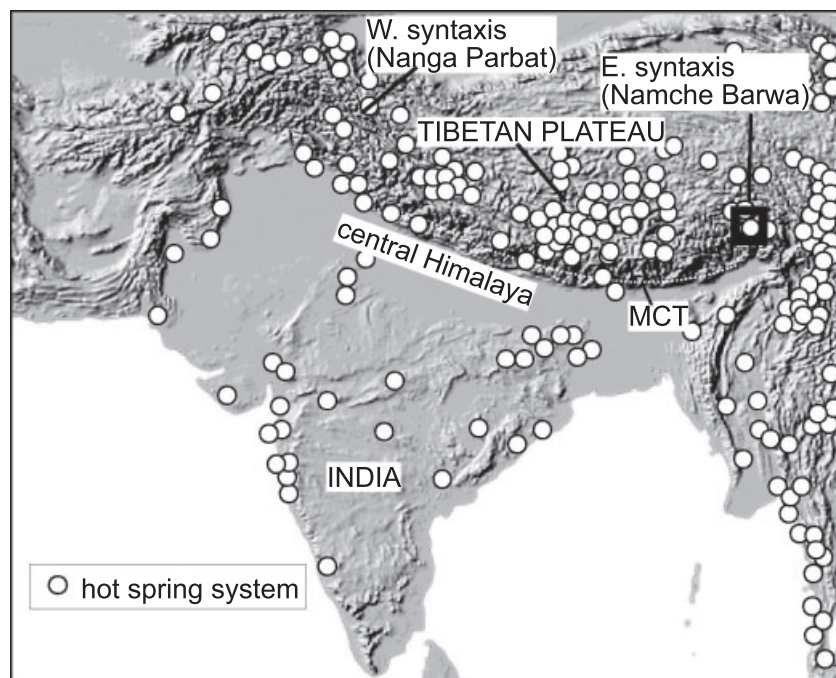 W. syntaxis
(Nanga Parbat)
E. syntaxis
(Namche Barwa)
TIBETAN PLATEAU
central Himalaya
MCT
INDIA
hot spring system